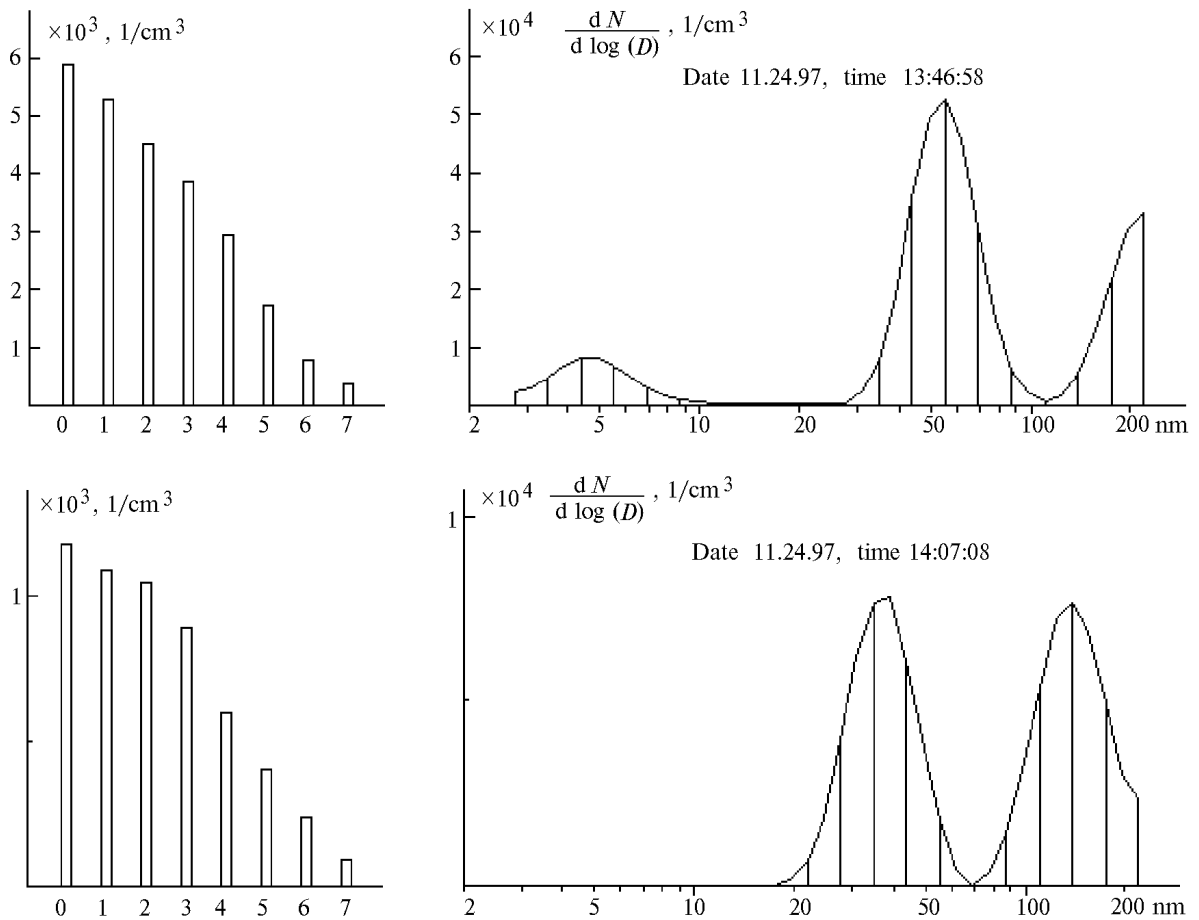 ×10³, 1/cm³
6
5
4
3
2
1
0 1 2 3 4 5 6 7
×10⁴ dN/d log (D), 1/cm³
Date 11.24.97, time 13:46:58
6
5
4
3
2
1
2 5 10 20 50 100 200 nm
×10³, 1/cm³
1
0 1 2 3 4 5 6 7
1 ×10⁴ dN/d log (D), 1/cm³
Date 11.24.97, time 14:07:08
2 5 10 20 50 100 200 nm